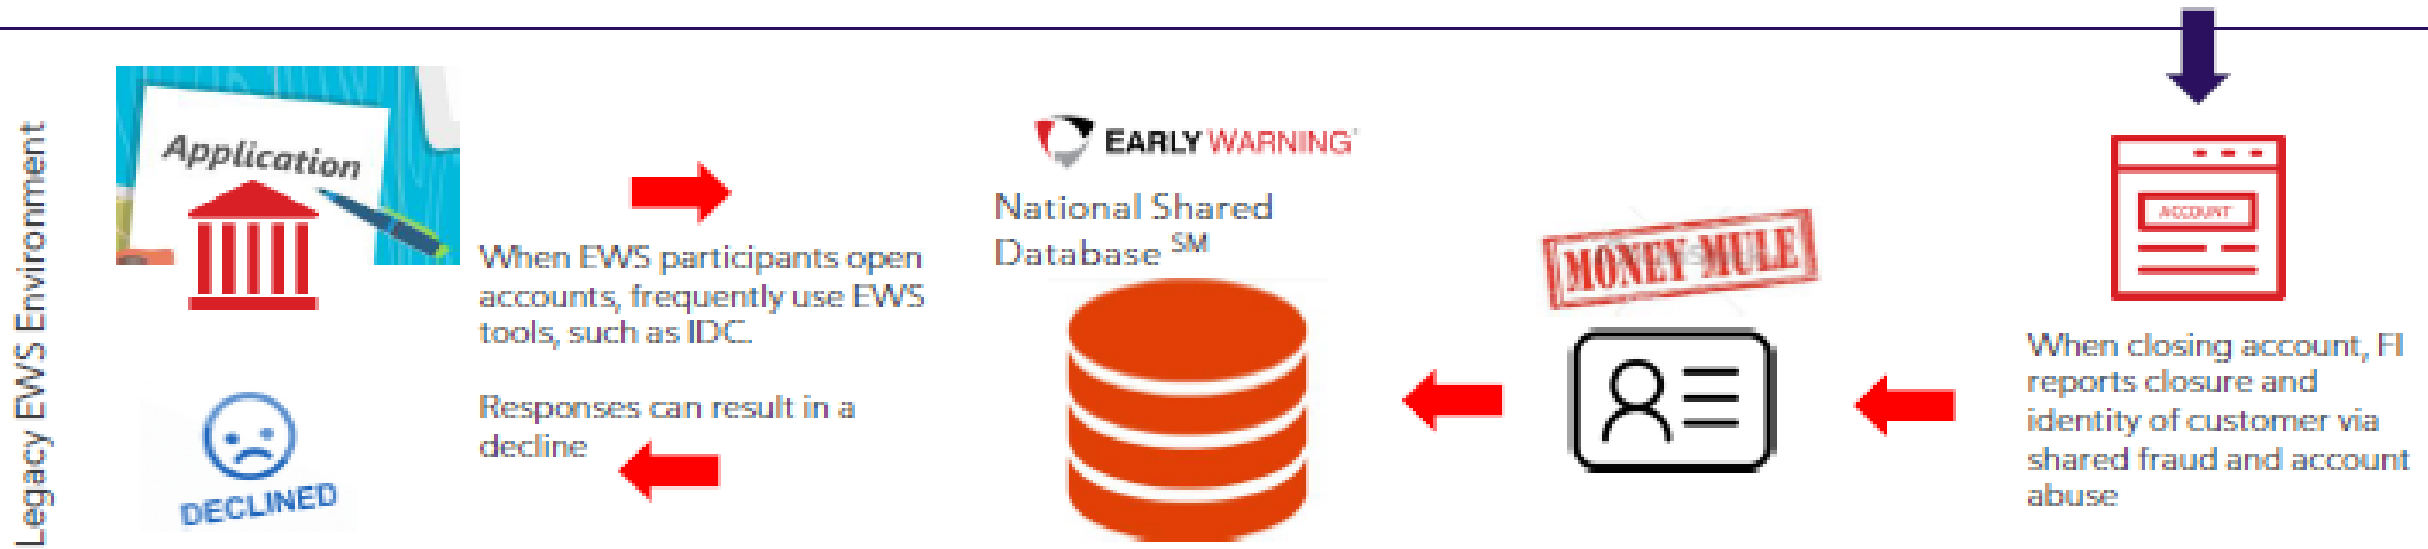 Legacy EWS Environment
Application
When EWS participants open
accounts, frequently use EWS
tools, such as IDC.
Responses can result in a
decline
DECLINED
EARLY WARNING
National Shared
Database SM
MONEY MULE
ACCOUNT
When closing account, FI
reports closure and
identity of customer via
shared fraud and account
abuse